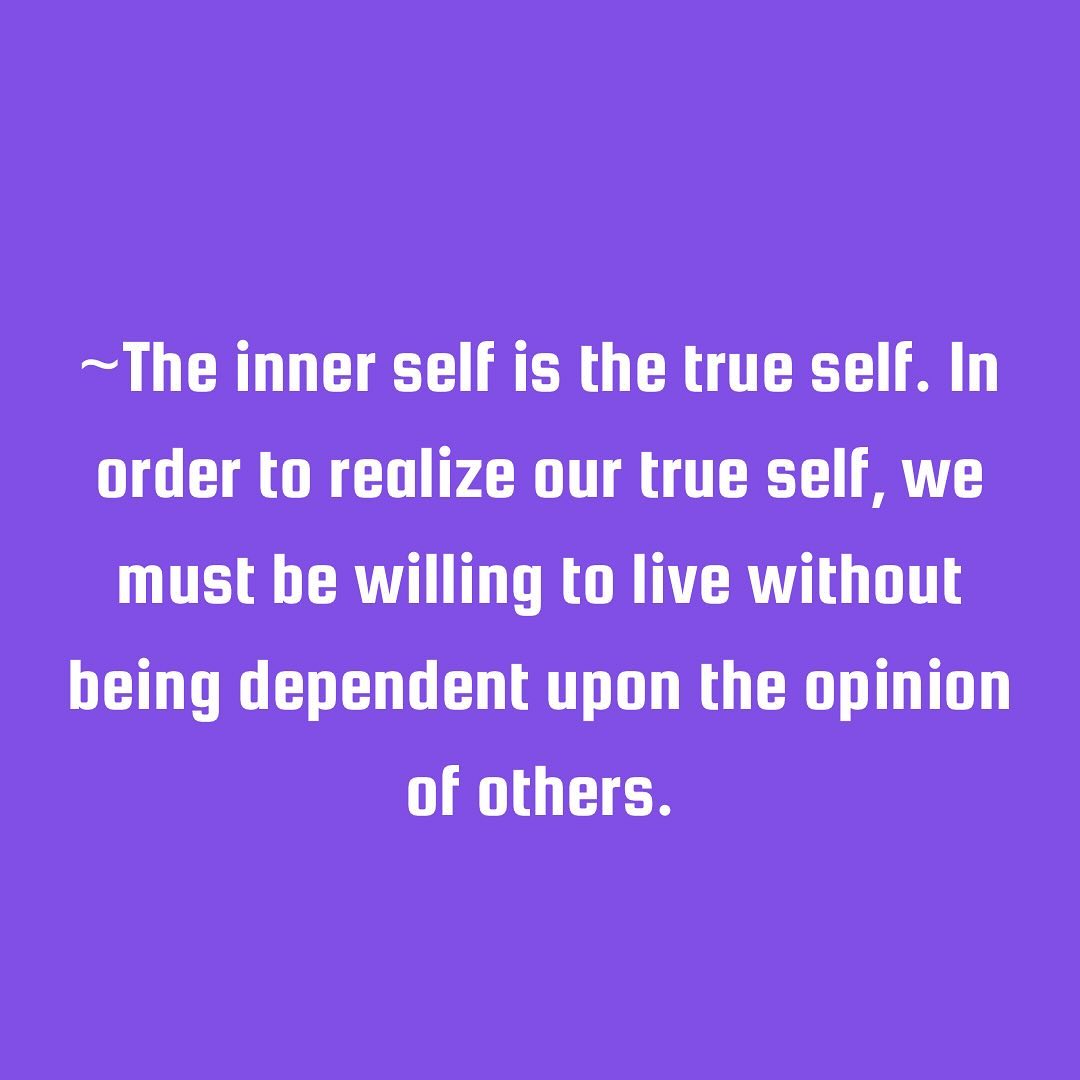 ~The inner self is the true self. In
order to realize our true self, we
must be willing to live without
being dependent upon the opinion
of others.